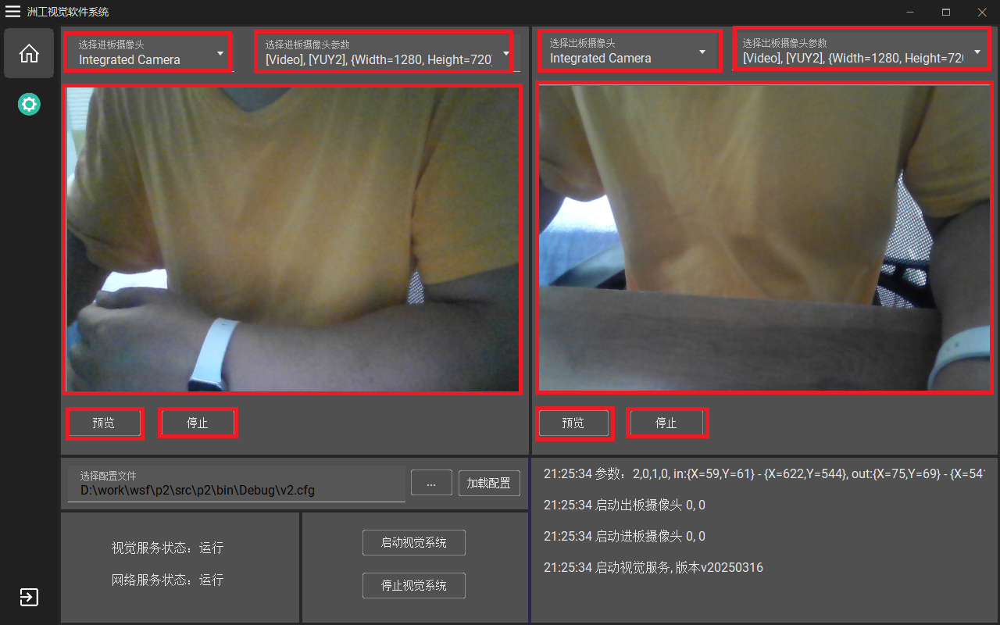 洲工视觉软件系统
选择进板摄像头
Integrated Camera
选择进板摄像头参数
[Video], [YUY2], {Width=1280, Height=720}
选择出板摄像头
Integrated Camera
选择出板摄像头参数
[Video], [YUY2], {Width=1280, Height=720
预览
停止
预览
停止
选择配置文件
D:\work\wsf\p2\src\p2\bin\Debug\v2.cfg
...
加载配置
视觉服务状态：运行
网络服务状态：运行
启动视觉系统
停止视觉系统
21:25:34 参数：2,0,1,0, in:{X=59,Y=61} - {X=622,Y=544}, out:{X=75,Y=69} - {X=54
21:25:34 启动出板摄像头 0, 0
21:25:34 启动进板摄像头 0, 0
21:25:34 启动视觉服务, 版本v20250316